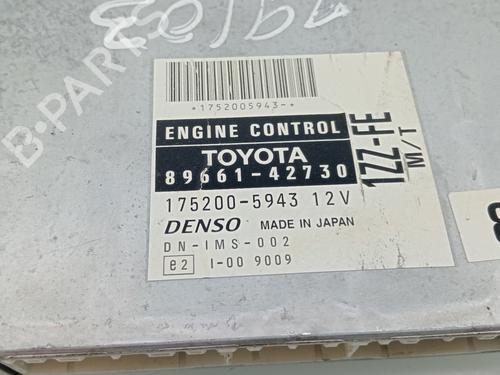 B-PARTS
*1752005943-*
ENGINE CONTROL
TOYOTA
89661-42730
1ZZ-FE
M/T
175200-5943 12V
DENSO MADE IN JAPAN
DN-IMS-002
e2 I-00 9009